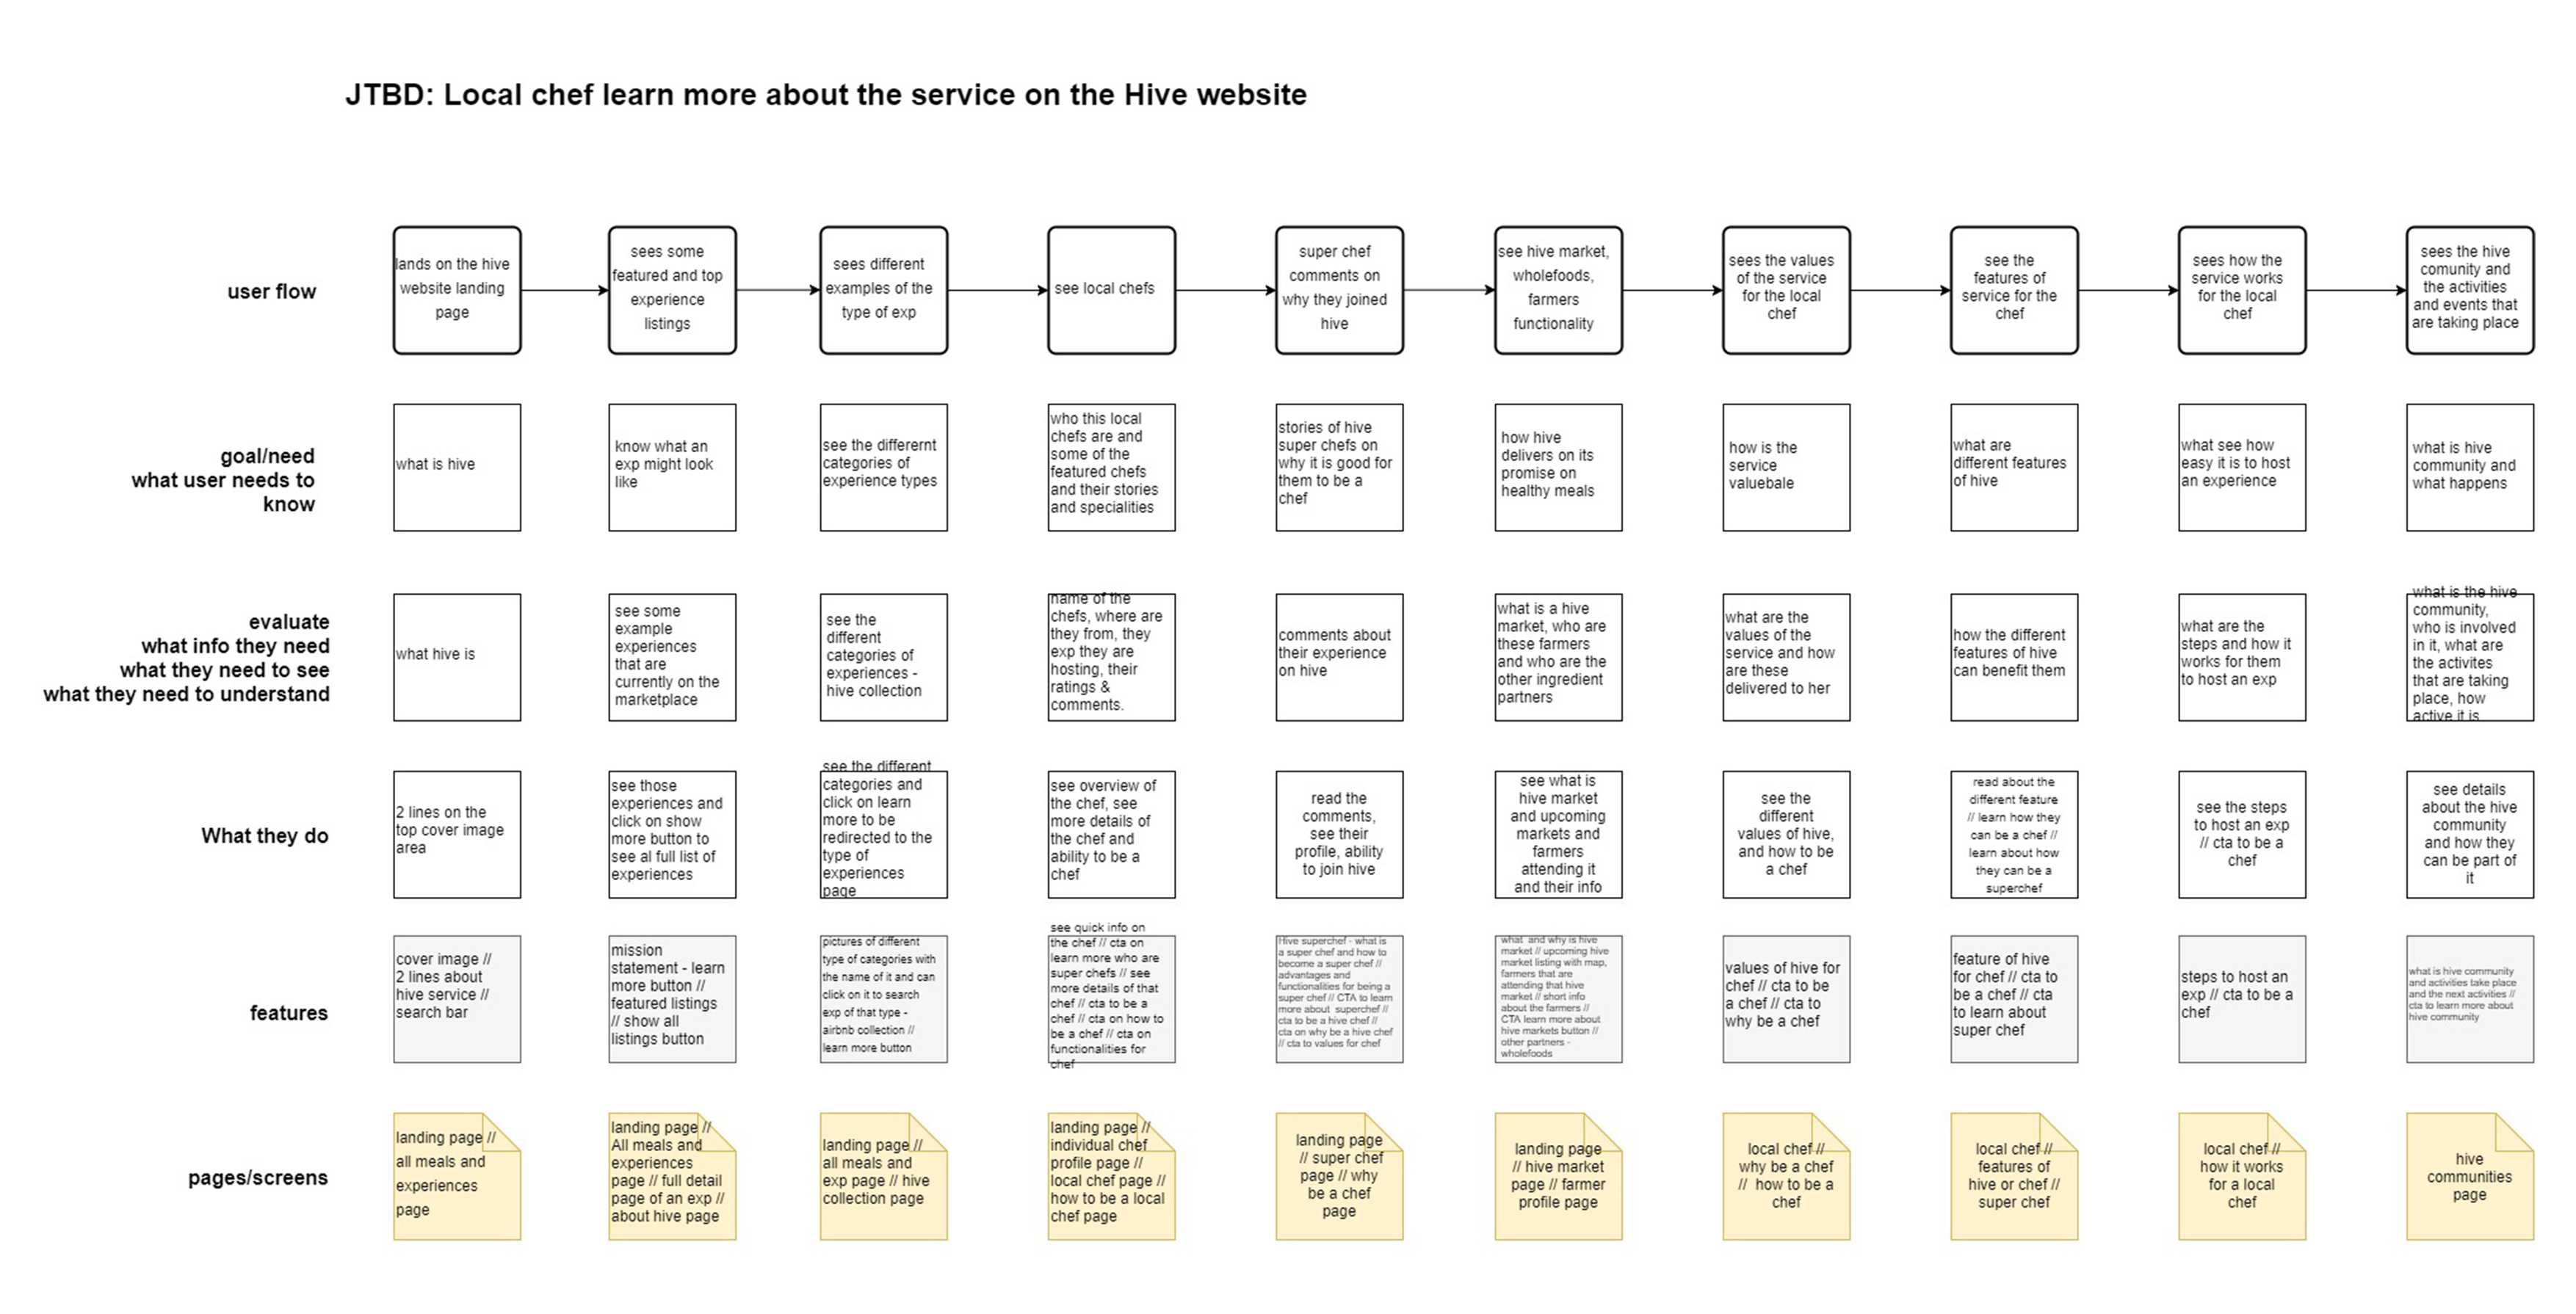 JTBD: Local chef learn more about the service on the Hive website
user flow
lands on the hive
website landing
page
sees some
featured and top
experience
listings
sees different
examples of the
type of exp
see local chefs
super chef
comments on
why they joined
hive
see hive market,
wholefoods,
farmers
functionality
sees the values
of the service
for the local
chef
see the
features of
service for the
chef
sees how the
service works
for the local
chef
sees the hive
comunity and
the activities
and events that
are taking place
goal/need
what user needs to
know
what is hive
know what an
exp might look
like
see the differernt
categories of
experience types
who this local
chefs are and
some of the
featured chefs
and their stories
and specialities
stories of hive
super chefs on
why it is good for
them to be a
chef
how hive
delivers on its
promise on
healthy meals
how is the
service
valuebale
what are
different features
of hive
what see how
easy it is to host
an experience
what is hive
community and
what happens
evaluate
what info they need
what they need to see
what they need to understand
what hive is
see some
example
experiences
that are
currently on the
marketplace
see the
different
categories of
experiences -
hive collection
name of the
chefs, where are
they from, they
exp they are
hosting, their
ratings &
comments.
comments about
their experience
on hive
what is a hive
market, who are
these farmers
and who are the
other ingredient
partners
what are the
values of the
service and how
are these
delivered to her
how the different
features of hive
can benefit them
what are the
steps and how it
works for them
to host an exp
what is the hive
community,
who is involved
in it, what are
the activites
that are taking
place, how
active it is
What they do
2 lines on the
top cover image
area
see those
experiences and
click on show
more button to
see al full list of
experiences
see the different
categories and
click on learn
more to be
redirected to the
type of
experiences
page
see overview of
the chef, see
more details of
the chef and
ability to be a
chef
read the
comments,
see their
profile, ability
to join hive
see what is
hive market
and upcoming
markets and
farmers
attending it
and their info
see the
different
values of hive,
and how to be
a chef
read about the
different feature
// learn how they
can be a chef //
learn about how
they can be a
superchef
see the steps
to host an exp
// cta to be a
chef
see details
about the hive
community
and how they
can be part of
it
features
cover image //
2 lines about
hive service //
search bar
mission
statement - learn
more button //
featured listings
// show all
listings button
pictures of different
type of categories with
the name of it and can
click on it to search
exp of that type -
airbnb collection //
learn more button
see quick info on
the chef // cta on
learn more who are
super chefs // see
more details of that
chef // cta to be a
chef // cta on how to
be a chef // cta on
functionalities for
chef
Hive superchef - what is
a super chef and how to
become a super chef //
advantages and
functionalities for being a
super chef // CTA to learn
more about superchef //
cta to be a hive chef //
cta on why be a hive chef
// cta to values for chef
what and why is hive
market // upcoming hive
market listing with map,
farmers that are
attending that hive
market // short info
about the farmers //
CTA learn more about
hive markets button //
other partners -
wholefoods
values of hive for
chef // cta to be
a chef // cta to
why be a chef
feature of hive
for chef // cta to
be a chef // cta
to learn about
super chef
steps to host an
exp // cta to be a
chef
what is hive community
and activities take place
and the next activities //
cta to learn more about
hive community
pages/screens
landing page //
all meals and
experiences
page
landing page //
All meals and
experiences
page // full detail
page of an exp //
about hive page
landing page //
all meals and
exp page // hive
collection page
landing page //
individual chef
profile page //
local chef page //
how to be a local
chef page
landing page
// super chef
page // why
be a chef
page
landing page
// hive market
page // farmer
profile page
local chef //
why be a chef
// how to be a
chef
local chef //
features of
hive or chef //
super chef
local chef //
how it works
for a local
chef
hive
communities
page